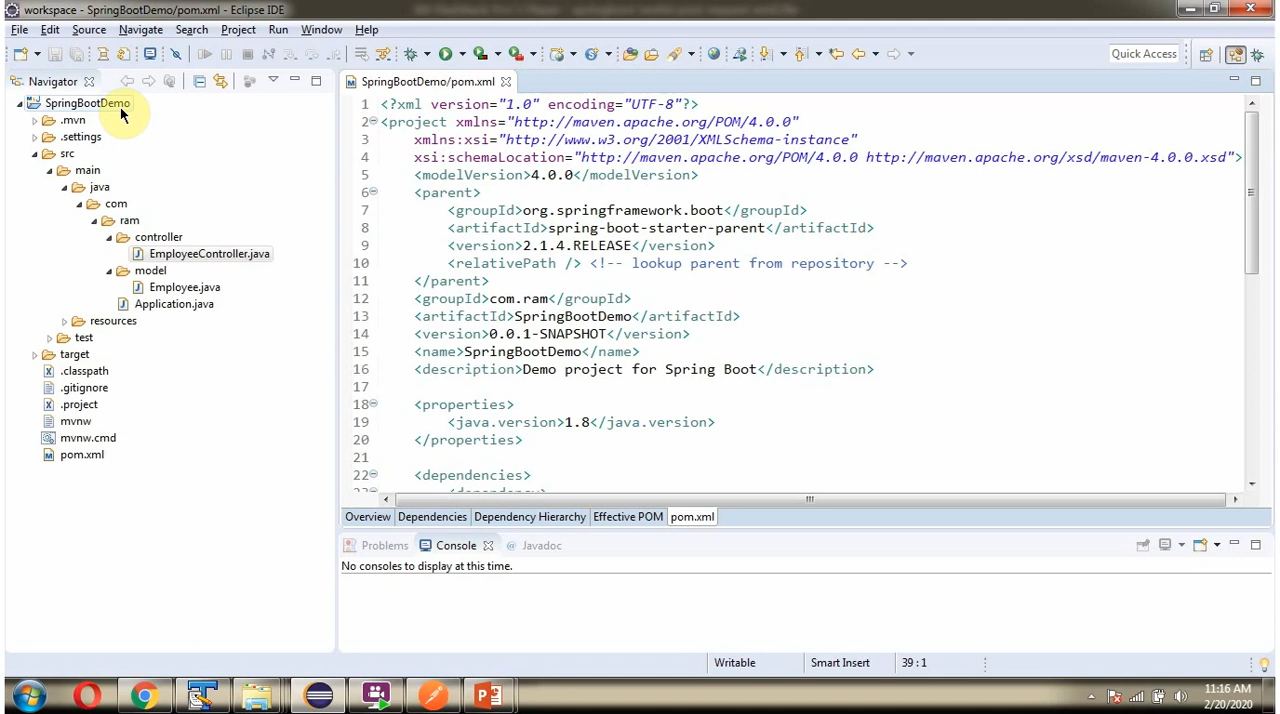 workspace - SpringBootDemo/pom.xml - Eclipse IDE
File Edit Source Navigate Search Project Run Window Help
Quick Access
Navigator
SpringBootDemo
.mvn
.settings
src
main
java
com
ram
controller
EmployeeController.java
model
Employee.java
Application.java
resources
test
target
.classpath
.gitignore
.project
mvnw
mvnw.cmd
pom.xml
SpringBootDemo/pom.xml
1 <?xml version="1.0" encoding="UTF-8"?>
2 <project xmlns="http://maven.apache.org/POM/4.0.0"
3 xmlns:xsi="http://www.w3.org/2001/XMLSchema-instance"
4 xsi:schemaLocation="http://maven.apache.org/POM/4.0.0 http://maven.apache.org/xsd/maven-4.0.0.xsd">
5 <modelVersion>4.0.0</modelVersion>
6 <parent>
7 <groupId>org.springframework.boot</groupId>
8 <artifactId>spring-boot-starter-parent</artifactId>
9 <version>2.1.4.RELEASE</version>
10 <relativePath /> <!-- lookup parent from repository -->
11 </parent>
12 <groupId>com.ram</groupId>
13 <artifactId>SpringBootDemo</artifactId>
14 <version>0.0.1-SNAPSHOT</version>
15 <name>SpringBootDemo</name>
16 <description>Demo project for Spring Boot</description>
17
18 <properties>
19 <java.version>1.8</java.version>
20 </properties>
21
22 <dependencies>
23 <dependency>
Overview Dependencies Dependency Hierarchy Effective POM pom.xml
Problems Console @ Javadoc
No consoles to display at this time.
Writable Smart Insert 39 : 1
11:16 AM
2/20/2020